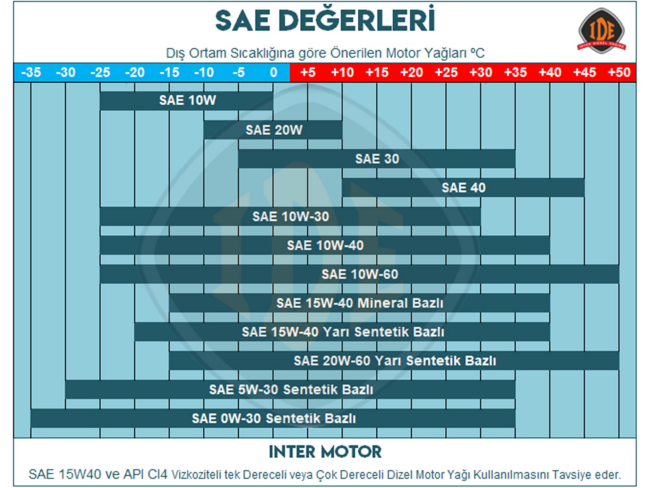 SAE DEĞERLERİ
IDE
Dış Ortam Sıcaklığına göre Önerilen Motor Yağları ºC
-35 -30 -25 -20 -15 -10 -5 0 +5 +10 +15 +20 +25 +30 +35 +40 +45 +50
SAE 10W
SAE 20W
SAE 30
SAE 40
SAE 10W-30
SAE 10W-40
SAE 10W-60
SAE 15W-40 Mineral Bazlı
SAE 15W-40 Yarı Sentetik Bazlı
SAE 20W-60 Yarı Sentetik Bazlı
SAE 5W-30 Sentetik Bazlı
SAE 0W-30 Sentetik Bazlı
INTER MOTOR
SAE 15W40 ve API CI4 Vizkoziteli tek Dereceli veya Çok Dereceli Dizel Motor Yağı Kullanılmasını Tavsiye eder.